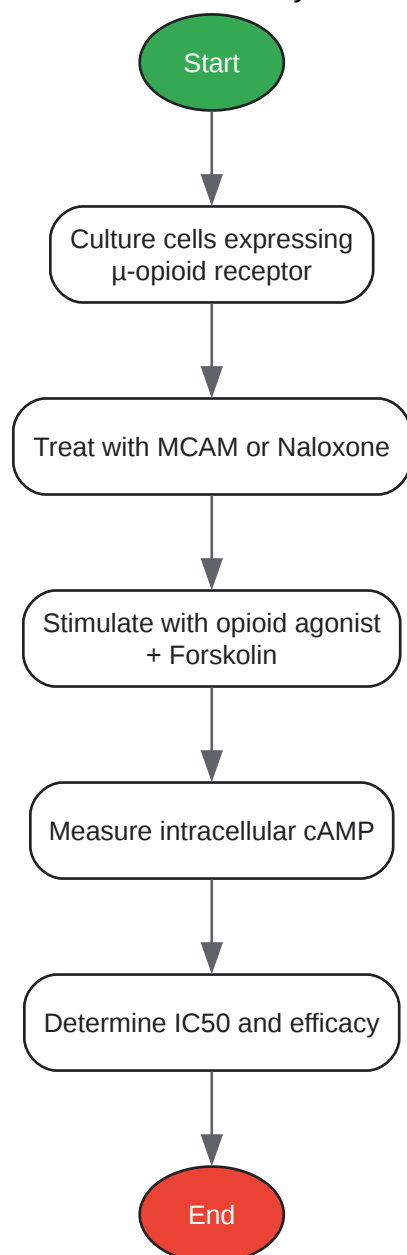 Start
Culture cells expressing
µ-opioid receptor
Treat with MCAM or Naloxone
Stimulate with opioid agonist
+ Forskolin
Measure intracellular cAMP
Determine IC50 and efficacy
End